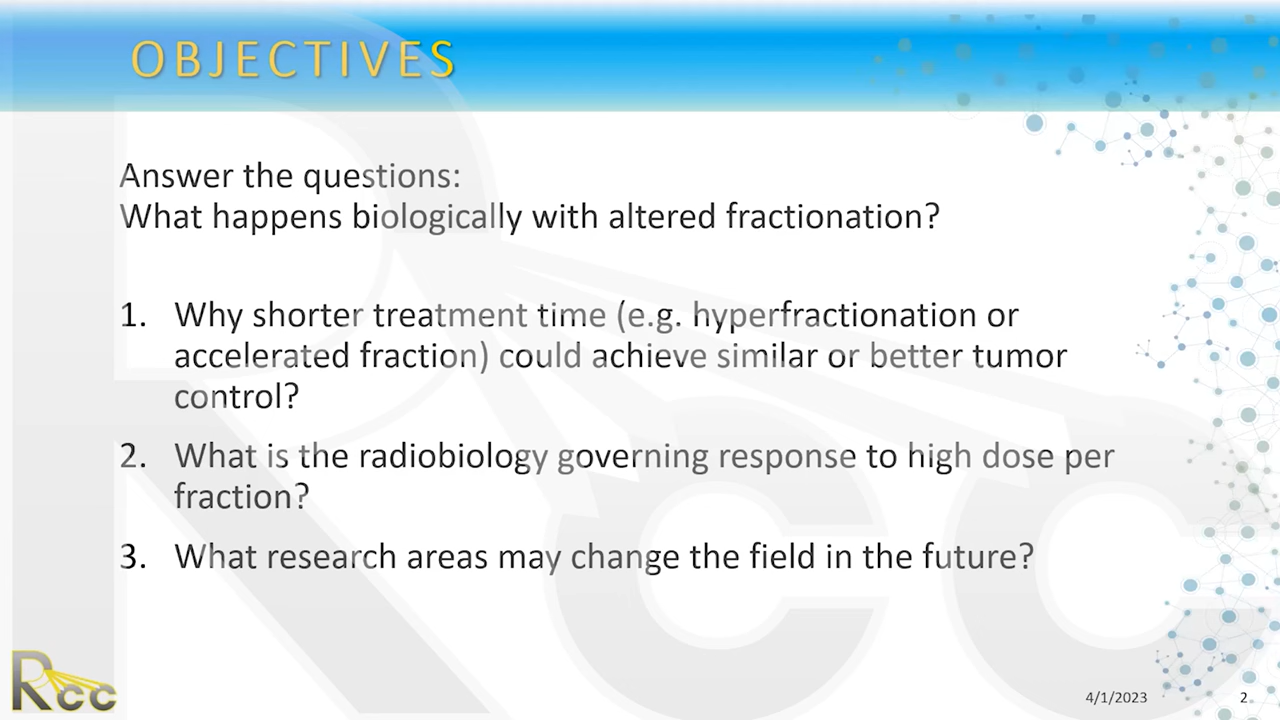 OBJECTIVES
Answer the questions:
What happens biologically with altered fractionation?
1. Why shorter treatment time (e.g. hyperfractionation or
accelerated fraction) could achieve similar or better tumor
control?
2. What is the radiobiology governing response to high dose per
fraction?
3. What research areas may change the field in the future?
Rcc
Rcc
4/1/2023
2